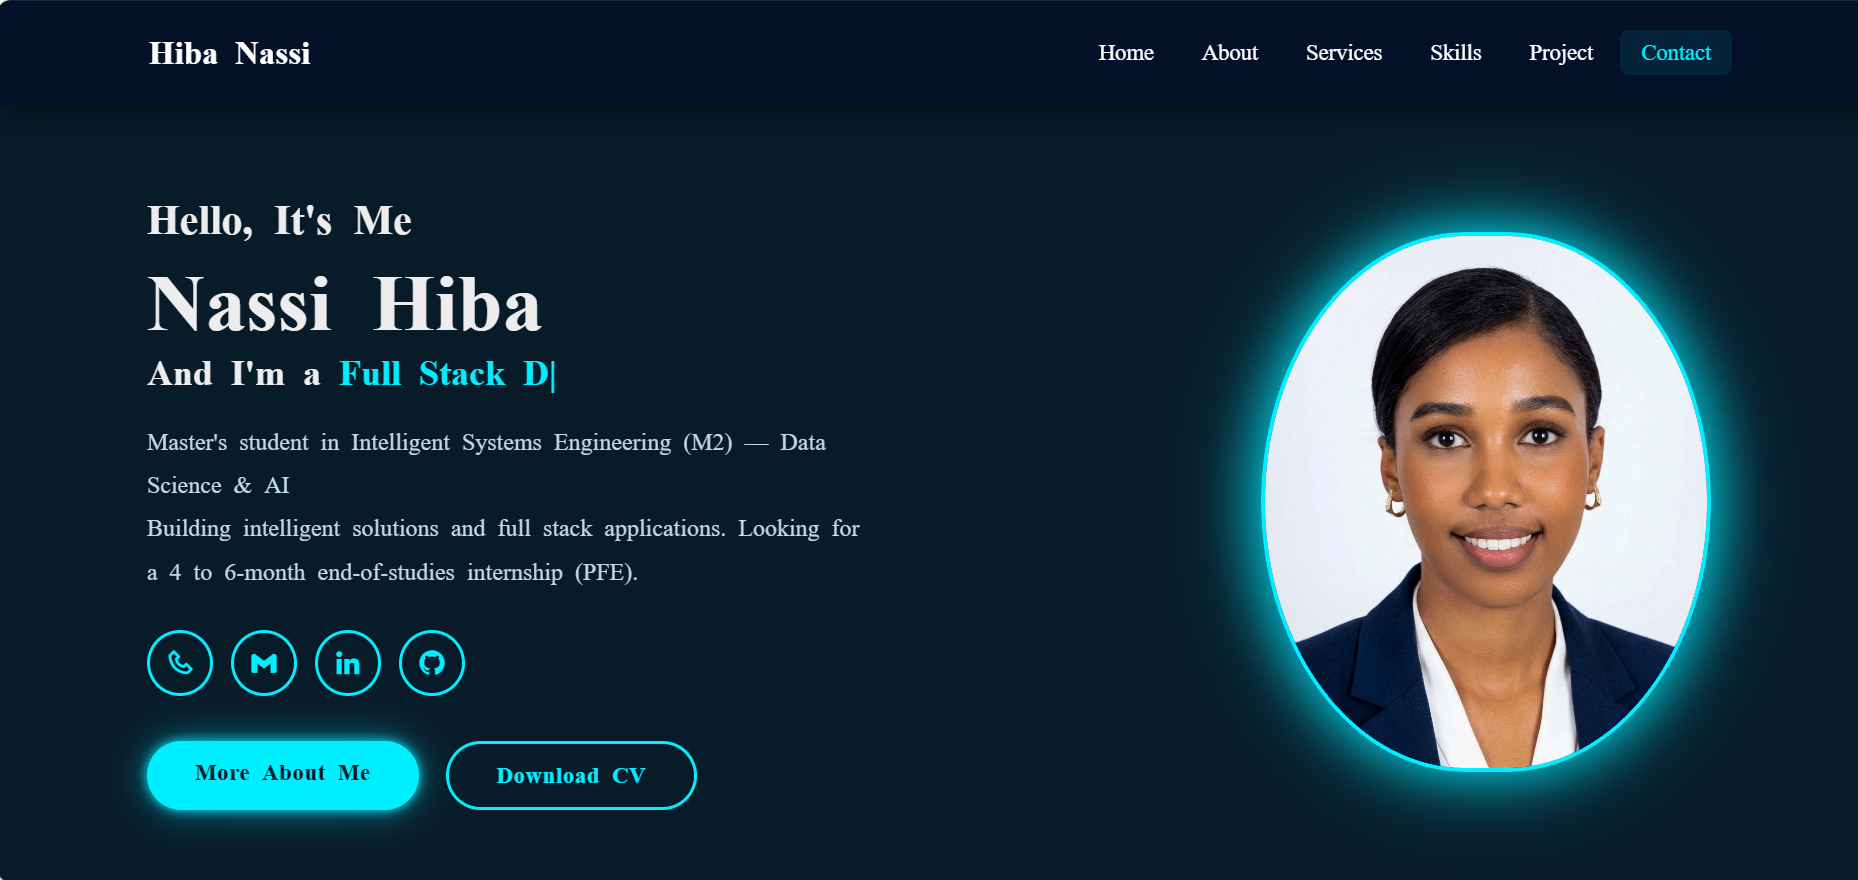 Hiba Nassi
Home About Services Skills Project Contact
Hello, It's Me
Nassi Hiba
And I'm a Full Stack D|
Master's student in Intelligent Systems Engineering (M2) — Data
Science & AI
Building intelligent solutions and full stack applications. Looking for
a 4 to 6-month end-of-studies internship (PFE).
in
More About Me
Download CV